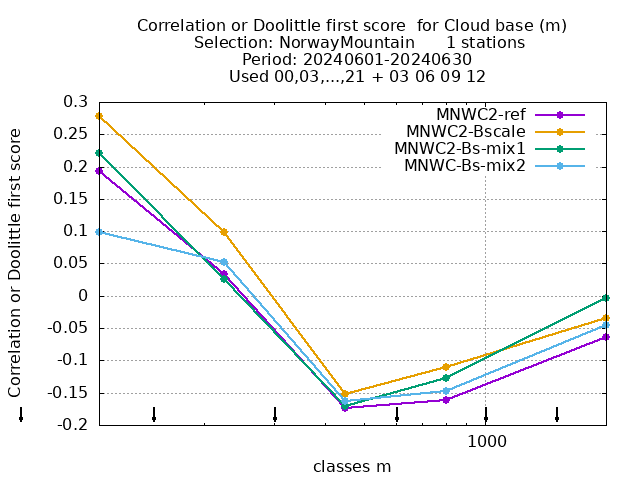 Correlation or Doolittle first score  for Cloud base (m)
Selection: NorwayMountain      1 stations
Period: 20240601-20240630
Used 00,03,...,21 + 03 06 09 12
Correlation or Doolittle first score
0.3
0.25
0.2
0.15
0.1
0.05
0
-0.05
-0.1
-0.15
-0.2
MNWC2-ref
MNWC2-Bscale
MNWC2-Bs-mix1
MNWC-Bs-mix2
1000
classes m